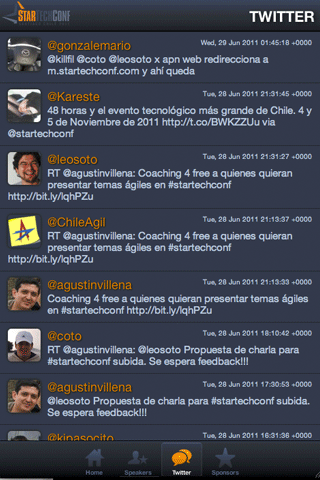 STARTECHCONF
TWITTER
@gonzalemario
Wed, 29 Jun 2011 01:45:18 +0000
@killfil @coto @leosoto x apn web redirecciona a
m.startechconf.com y ahí queda
@Kareste
Tue, 28 Jun 2011 21:31:45 +0000
48 horas y el evento tecnológico más grande de Chile. 4 y
5 de Noviembre de 2011 http://t.co/BWKZZUu via
@startechconf
@leosoto
Tue, 28 Jun 2011 21:31:27 +0000
RT @agustinvillena: Coaching 4 free a quienes quieran
presentar temas ágiles en #startechconf
http://bit.ly/lqhPZu
@ChileAgil
Tue, 28 Jun 2011 21:13:37 +0000
RT @agustinvillena: Coaching 4 free a quienes quieran
presentar temas ágiles en #startechconf
http://bit.ly/lqhPZu
@agustinvillena
Tue, 28 Jun 2011 21:13:33 +0000
Coaching 4 free a quienes quieran presentar temas ágiles
en #startechconf http://bit.ly/lqhPZu
@coto
Tue, 28 Jun 2011 18:10:42 +0000
RT @agustinvillena: @leosoto Propuesta de charla para
#startechconf subida. Se espera feedback!!!
@agustinvillena
Tue, 28 Jun 2011 17:30:53 +0000
@leosoto Propuesta de charla para #startechconf subida.
Se espera feedback!!!
@kipasocito
Tue, 28 Jun 2011 16:31:36 +0000
Home
Speakers
Twitter
Sponsors